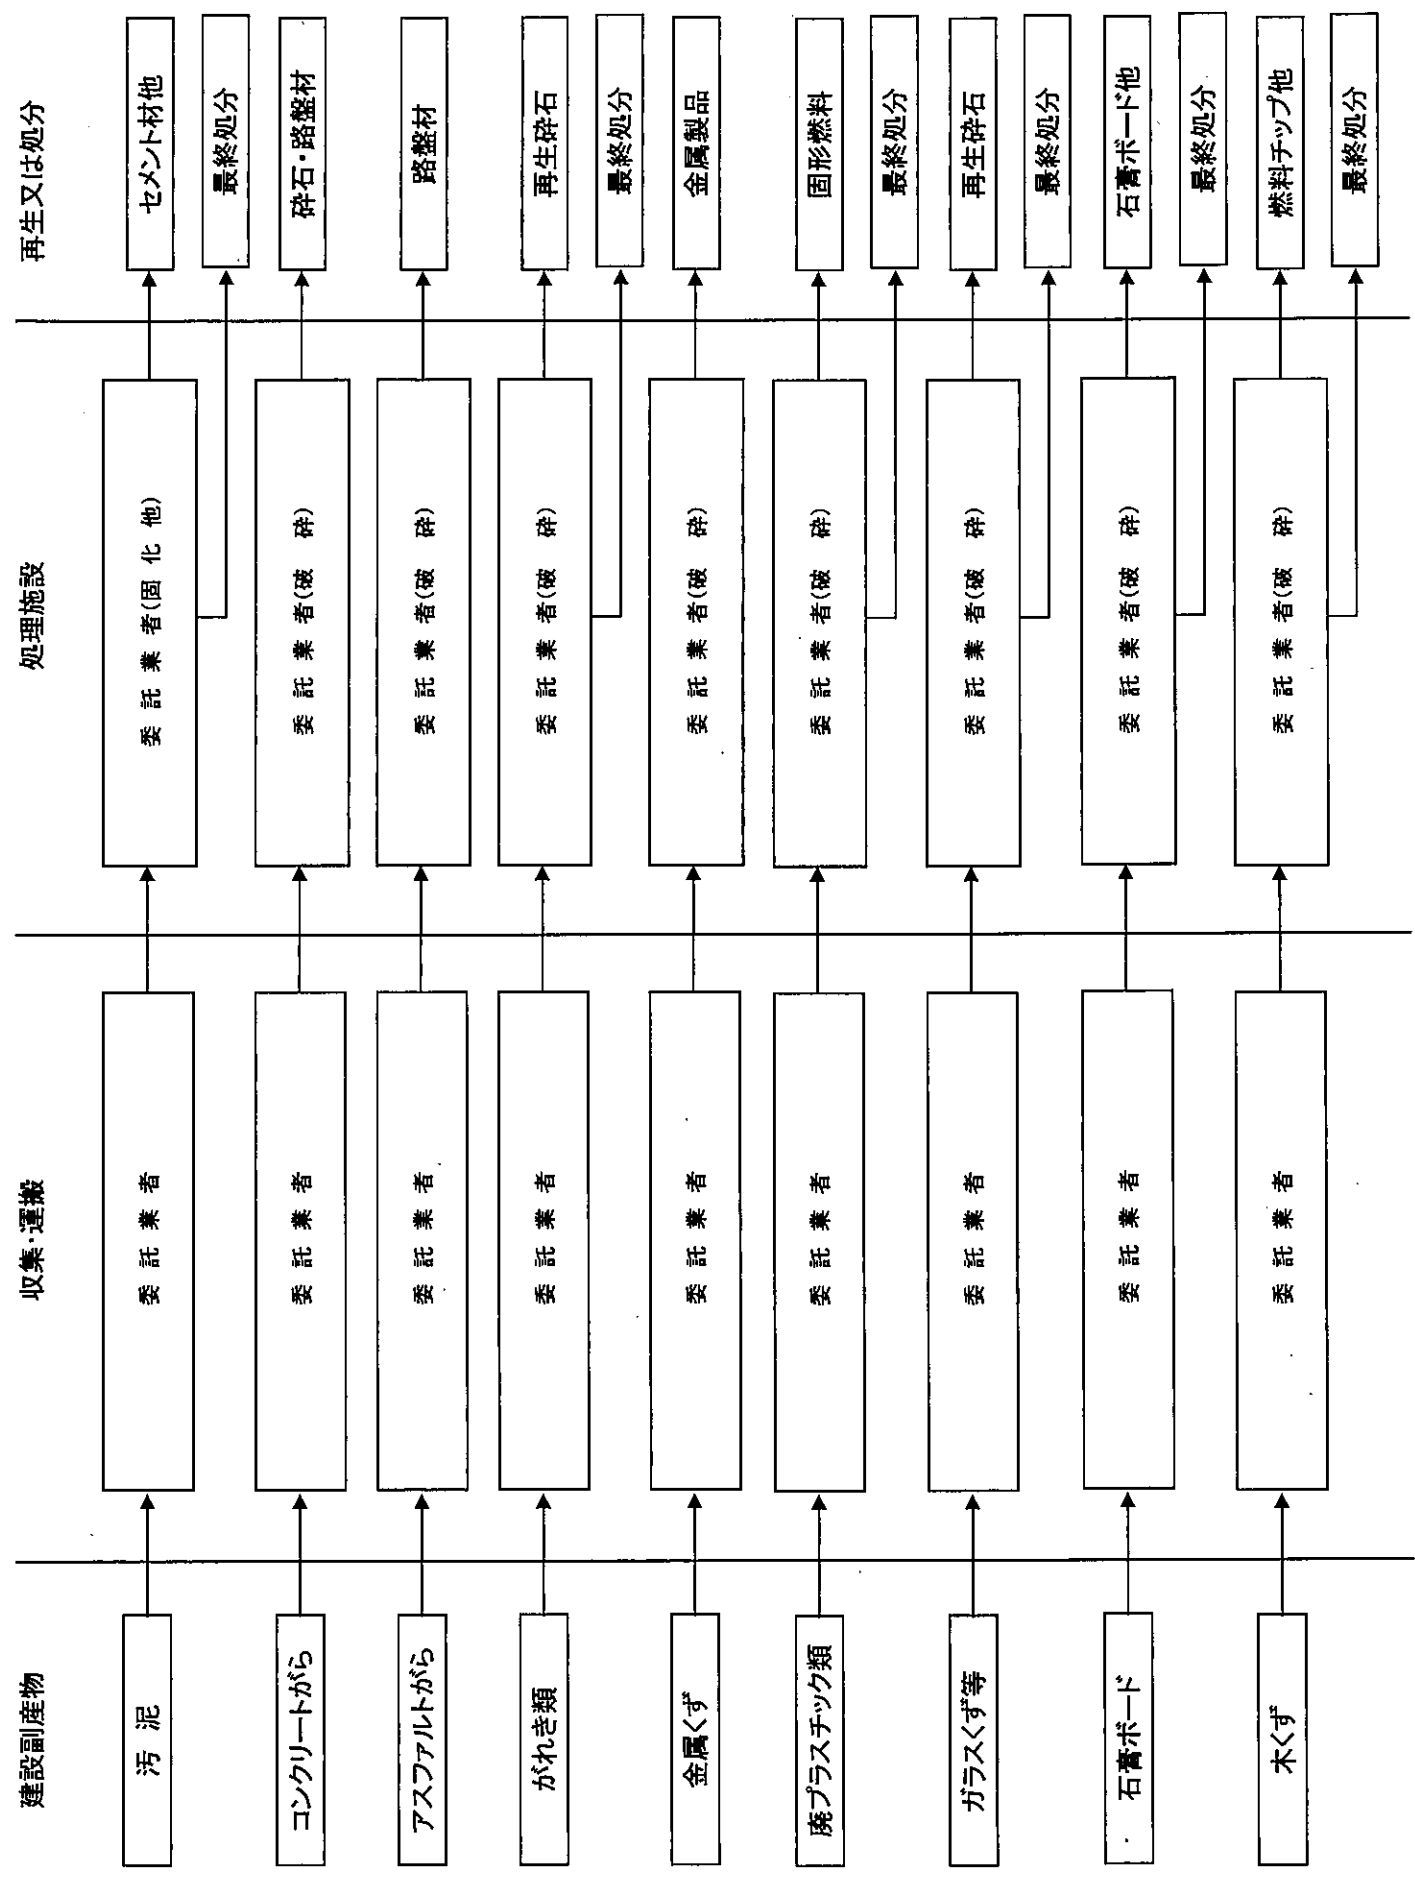 建設副産物
収集・運搬
処理施設
再生又は処分
汚 泥
委 託 業 者
委 託 業 者(固 化 他)
セメント材他
最終処分
コンクリートがら
委 託 業 者
委 託 業 者(破 砕)
砕石・路盤材
アスファルトがら
委 託 業 者
委 託 業 者(破 砕)
路盤材
がれき類
委 託 業 者
委 託 業 者(破 砕)
再生砕石
最終処分
金属くず
委 託 業 者
委 託 業 者(破 砕)
金属製品
廃プラスチック類
委 託 業 者
委 託 業 者(破 砕)
固形燃料
最終処分
ガラスくず等
委 託 業 者
委 託 業 者(破 砕)
再生砕石
最終処分
石膏ボード
委 託 業 者
委 託 業 者(破 砕)
石膏ボード他
最終処分
木くず
委 託 業 者
委 託 業 者(破 砕)
燃料チップ他
最終処分